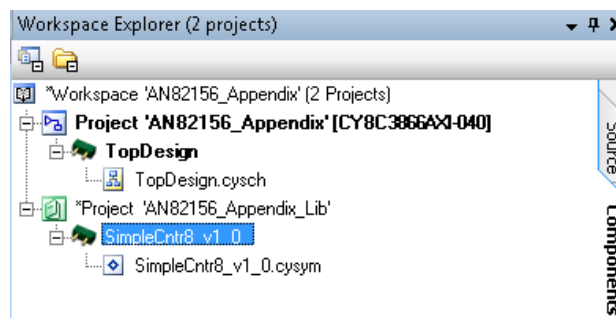 Workspace Explorer (2 projects)
*Workspace 'AN82156_Appendix' (2 Projects)
Project 'AN82156_Appendix' [CY8C3866AXI-040]
TopDesign
TopDesign.cysch
*Project 'AN82156_Appendix_Lib'
SimpleCntr8_v1_0
SimpleCntr8_v1_0.cysym
Source
Components